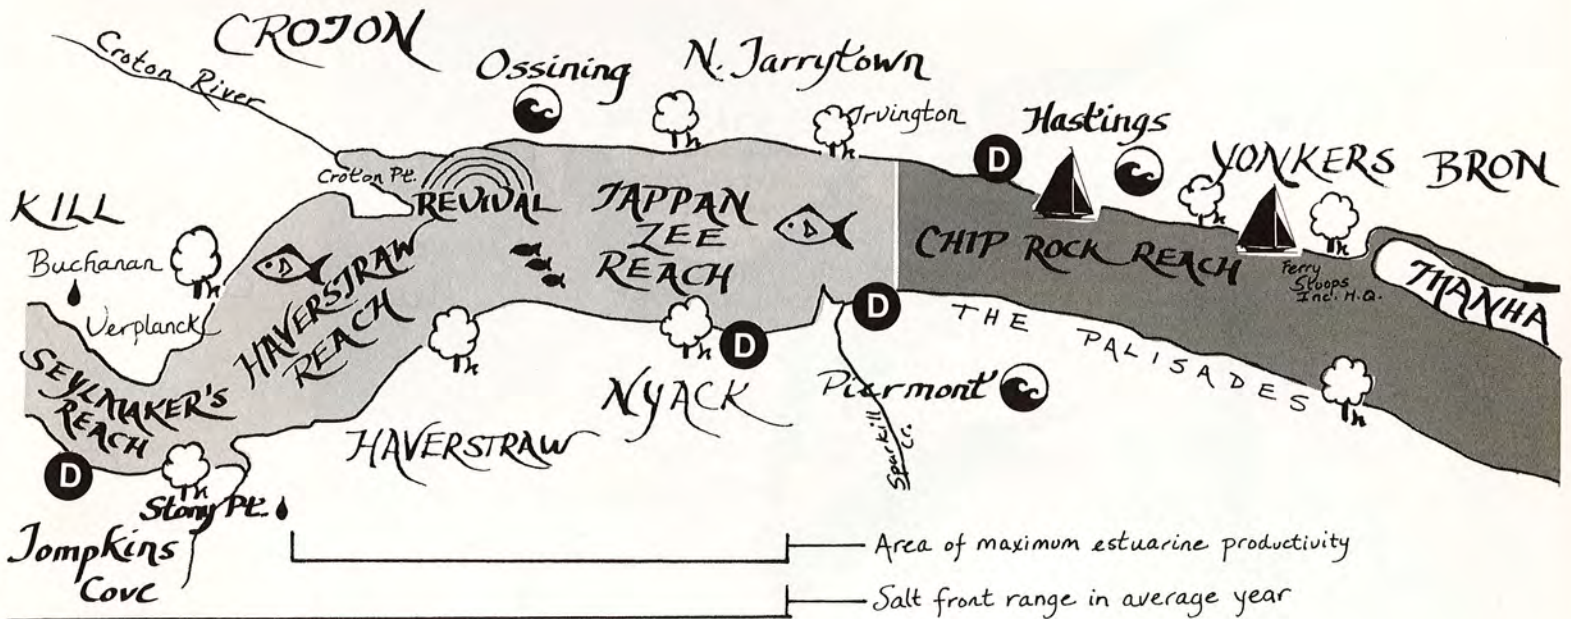 CROTON
Croton River
Ossining
N. Tarrytown
Irvington
D
Hastings
YONKERS
BRON
KILL
Buchanan
Verplanck
Croton Pt.
REVIVAL
HAVERSTRAW
REACH
TAPPAN
ZEE
REACH
CHIP ROCK REACH
Ferry
Sloops
Inc. H.Q.
MANHA
SEYLMAKER'S
REACH
D
D
D
THE PALISADES
NYACK
Piermont
HAVERSTRAW
Sparkill
Cr.
Stony Pt.
Tompkins
Cove
Area of maximum estuarine productivity
Salt front range in average year